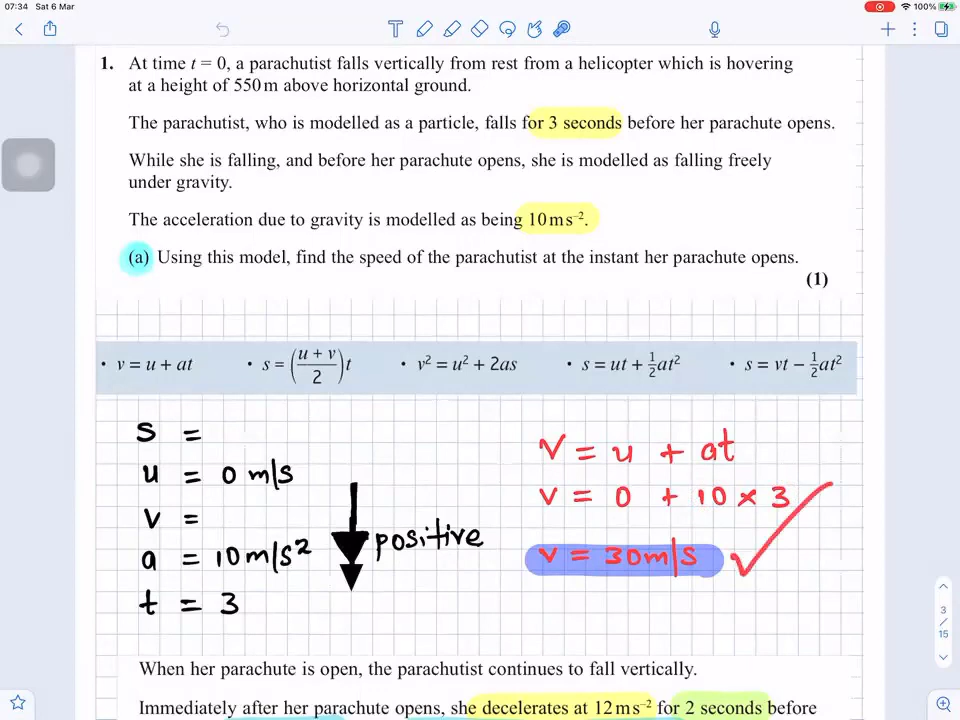 07:34 Sat 6 Mar 100%
1. At time t = 0, a parachutist falls vertically from rest from a helicopter which is hovering
at a height of 550 m above horizontal ground.
The parachutist, who is modelled as a particle, falls for 3 seconds before her parachute opens.
While she is falling, and before her parachute opens, she is modelled as falling freely
under gravity.
The acceleration due to gravity is modelled as being 10 m s⁻².
(a) Using this model, find the speed of the parachutist at the instant her parachute opens.
(1)
• v = u + at • s = ((u + v)/2)t • v² = u² + 2as • s = ut + ½at² • s = vt − ½at²
s =
u = 0 m/s
v =
a = 10 m/s²
t = 3
positive
v = u + at
v = 0 + 10 × 3
v = 30 m/s
3
/
15
When her parachute is open, the parachutist continues to fall vertically.
Immediately after her parachute opens, she decelerates at 12 m s⁻² for 2 seconds before